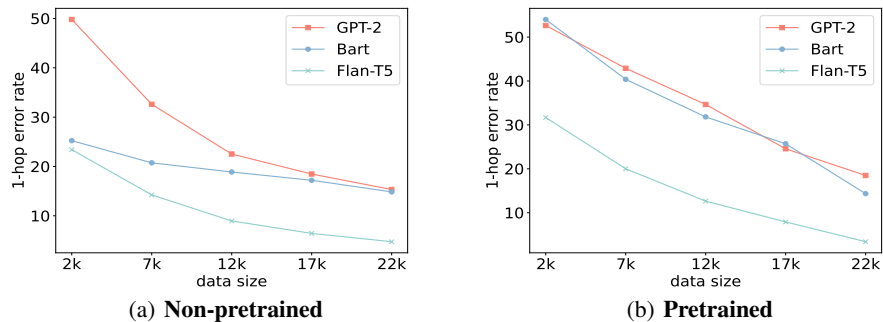 50
40
30
20
10
1-hop error rate
GPT-2
Bart
Flan-T5
2k 7k 12k 17k 22k
data size
(a) Non-pretrained
50
40
30
20
10
1-hop error rate
GPT-2
Bart
Flan-T5
2k 7k 12k 17k 22k
data size
(b) Pretrained